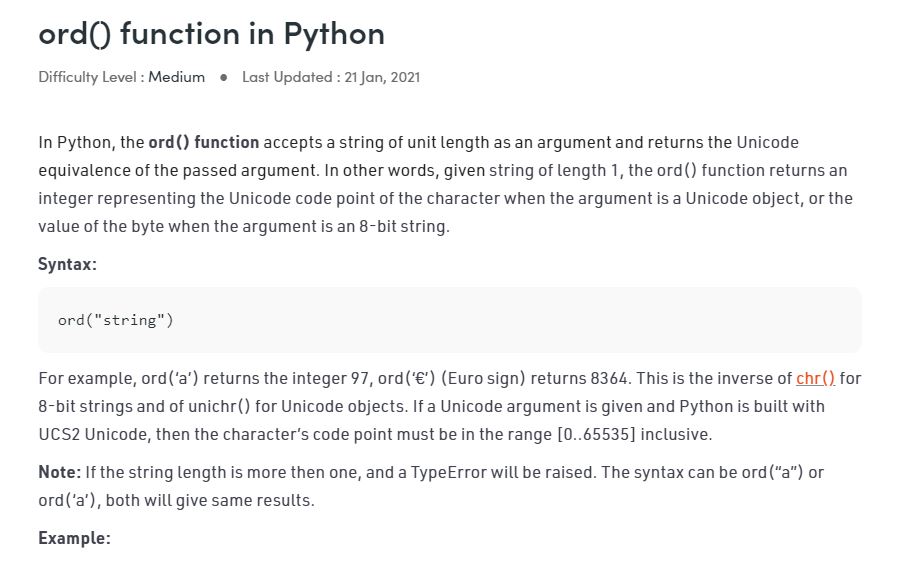 ord() function in Python
Difficulty Level : Medium ● Last Updated : 21 Jan, 2021
In Python, the ord() function accepts a string of unit length as an argument and returns the Unicode
equivalence of the passed argument. In other words, given string of length 1, the ord() function returns an
integer representing the Unicode code point of the character when the argument is a Unicode object, or the
value of the byte when the argument is an 8-bit string.
Syntax:
ord("string")
For example, ord(‘a’) returns the integer 97, ord(‘€’) (Euro sign) returns 8364. This is the inverse of chr() for
8-bit strings and of unichr() for Unicode objects. If a Unicode argument is given and Python is built with
UCS2 Unicode, then the character’s code point must be in the range [0..65535] inclusive.
Note: If the string length is more then one, and a TypeError will be raised. The syntax can be ord(“a”) or
ord(‘a’), both will give same results.
Example: